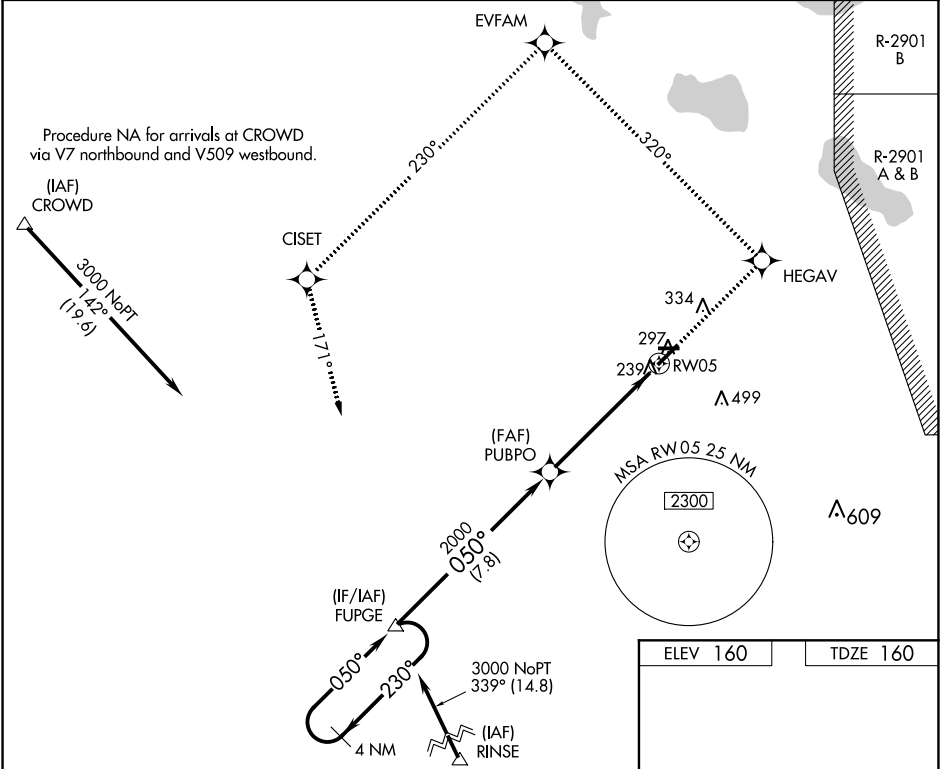 EVFAM
R-2901
B
Procedure NA for arrivals at CROWD
via V7 northbound and V509 westbound.
230°
320°
R-2901
A & B
(IAF)
CROWD
CISET
3000 NoPT
142°
(19.6)
HEGAV
334
171°
297
239
RW05
499
(FAF)
PUBPO
MSA RW 05 25 NM
2300
609
2000
050°
(7.8)
(IF/IAF)
FUPGE
050°
230°
3000 NoPT
339° (14.8)
4 NM
(IAF)
RINSE
ELEV 160
TDZE 160